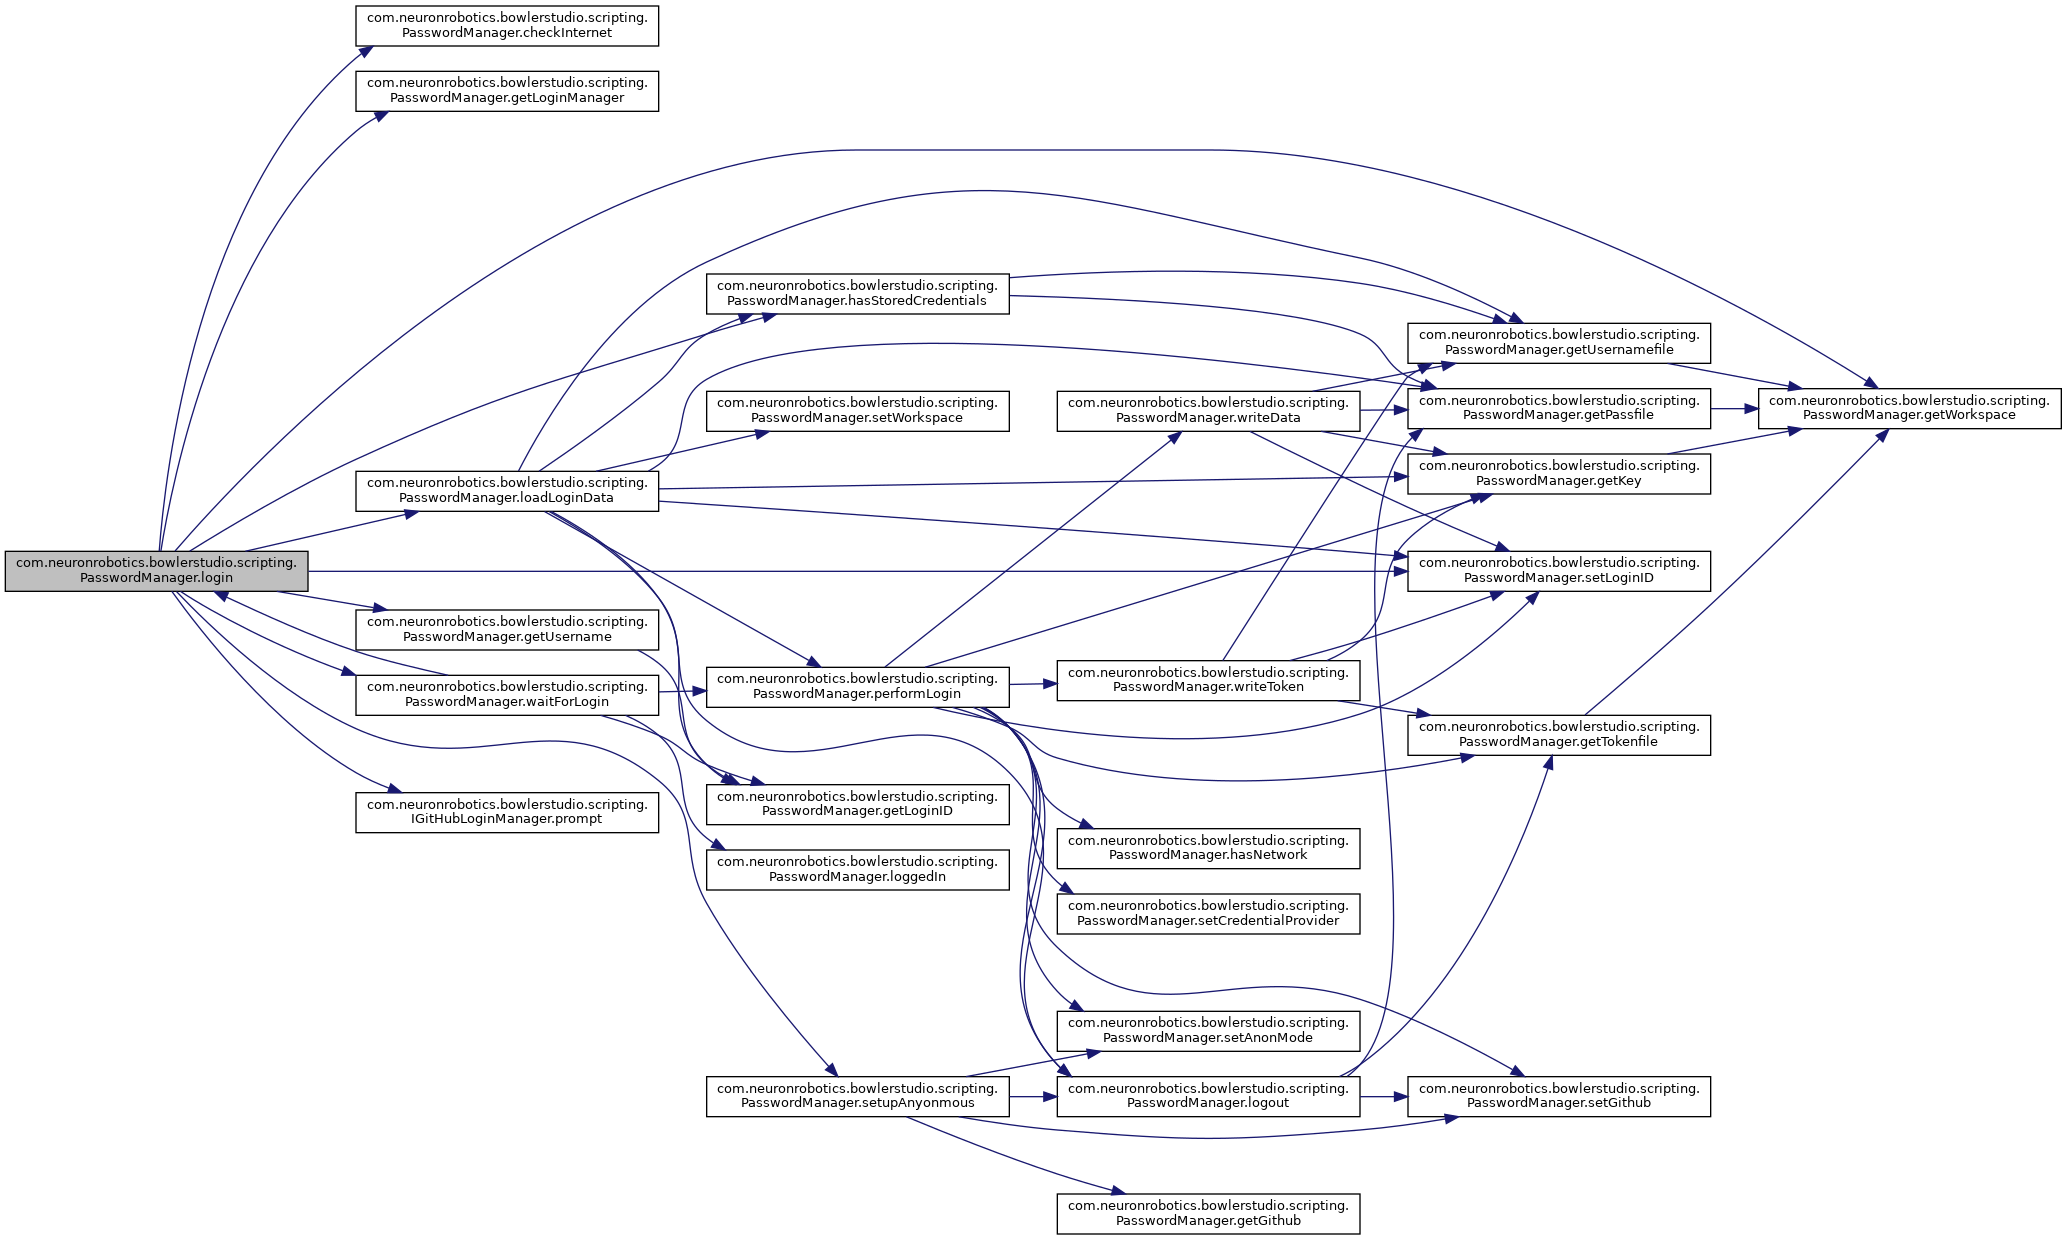 com.neuronrobotics.bowlerstudio.scripting.
PasswordManager.checkInternet
com.neuronrobotics.bowlerstudio.scripting.
PasswordManager.getLoginManager
com.neuronrobotics.bowlerstudio.scripting.
PasswordManager.hasStoredCredentials
com.neuronrobotics.bowlerstudio.scripting.
PasswordManager.getUsernamefile
com.neuronrobotics.bowlerstudio.scripting.
PasswordManager.setWorkspace
com.neuronrobotics.bowlerstudio.scripting.
PasswordManager.writeData
com.neuronrobotics.bowlerstudio.scripting.
PasswordManager.getPassfile
com.neuronrobotics.bowlerstudio.scripting.
PasswordManager.getWorkspace
com.neuronrobotics.bowlerstudio.scripting.
PasswordManager.loadLoginData
com.neuronrobotics.bowlerstudio.scripting.
PasswordManager.getKey
com.neuronrobotics.bowlerstudio.scripting.
PasswordManager.login
com.neuronrobotics.bowlerstudio.scripting.
PasswordManager.setLoginID
com.neuronrobotics.bowlerstudio.scripting.
PasswordManager.getUsername
com.neuronrobotics.bowlerstudio.scripting.
PasswordManager.waitForLogin
com.neuronrobotics.bowlerstudio.scripting.
PasswordManager.performLogin
com.neuronrobotics.bowlerstudio.scripting.
PasswordManager.writeToken
com.neuronrobotics.bowlerstudio.scripting.
PasswordManager.getTokenfile
com.neuronrobotics.bowlerstudio.scripting.
IGitHubLoginManager.prompt
com.neuronrobotics.bowlerstudio.scripting.
PasswordManager.getLoginID
com.neuronrobotics.bowlerstudio.scripting.
PasswordManager.hasNetwork
com.neuronrobotics.bowlerstudio.scripting.
PasswordManager.loggedIn
com.neuronrobotics.bowlerstudio.scripting.
PasswordManager.setCredentialProvider
com.neuronrobotics.bowlerstudio.scripting.
PasswordManager.setAnonMode
com.neuronrobotics.bowlerstudio.scripting.
PasswordManager.setupAnyonmous
com.neuronrobotics.bowlerstudio.scripting.
PasswordManager.logout
com.neuronrobotics.bowlerstudio.scripting.
PasswordManager.setGithub
com.neuronrobotics.bowlerstudio.scripting.
PasswordManager.getGithub